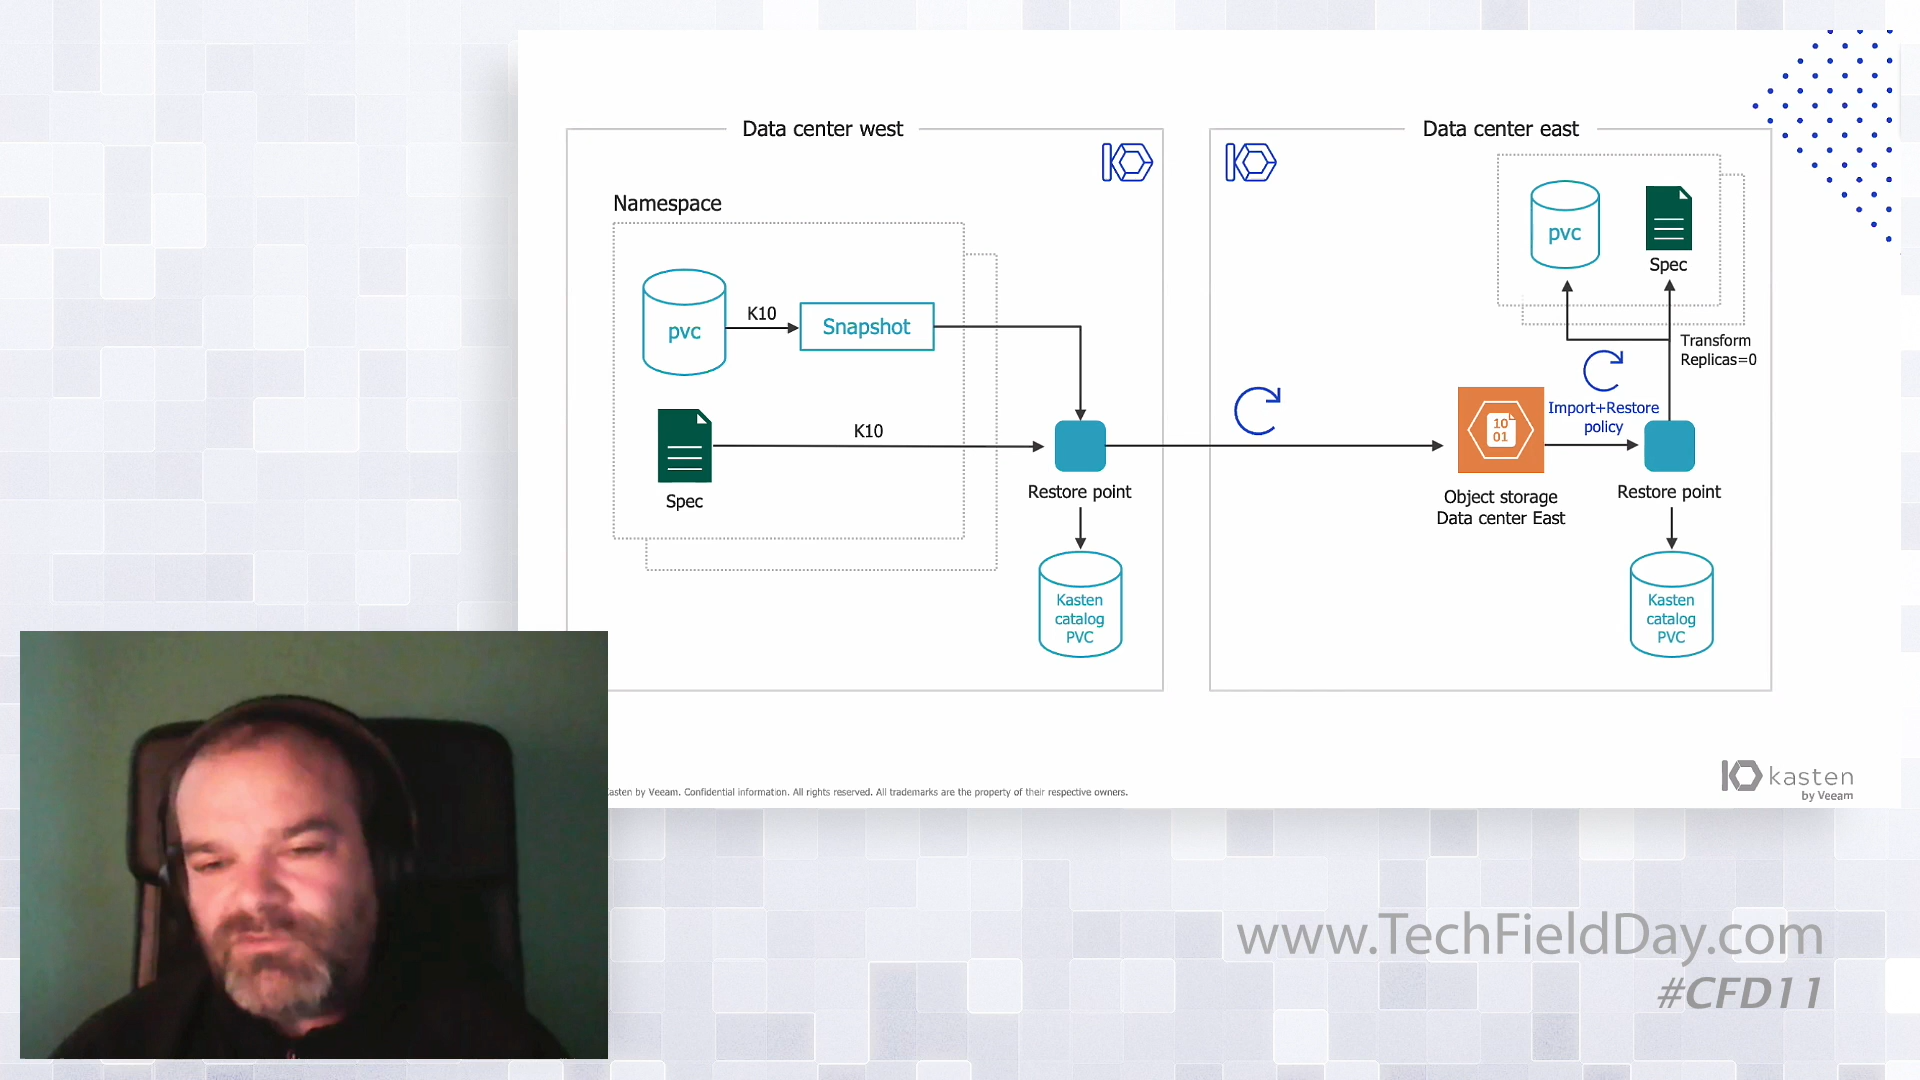 Data center west
Data center east
Namespace
pvc
K10
Snapshot
Spec
K10
Restore point
Kasten
catalog
PVC
pvc
Spec
Transform
Replicas=0
Import+Restore
policy
10
01
Object storage
Data center East
Restore point
Kasten
catalog
PVC
asten by Veeam. Confidential information. All rights reserved. All trademarks are the property of their respective owners.
kasten
by Veeam
www.TechFieldDay.com
#CFD11